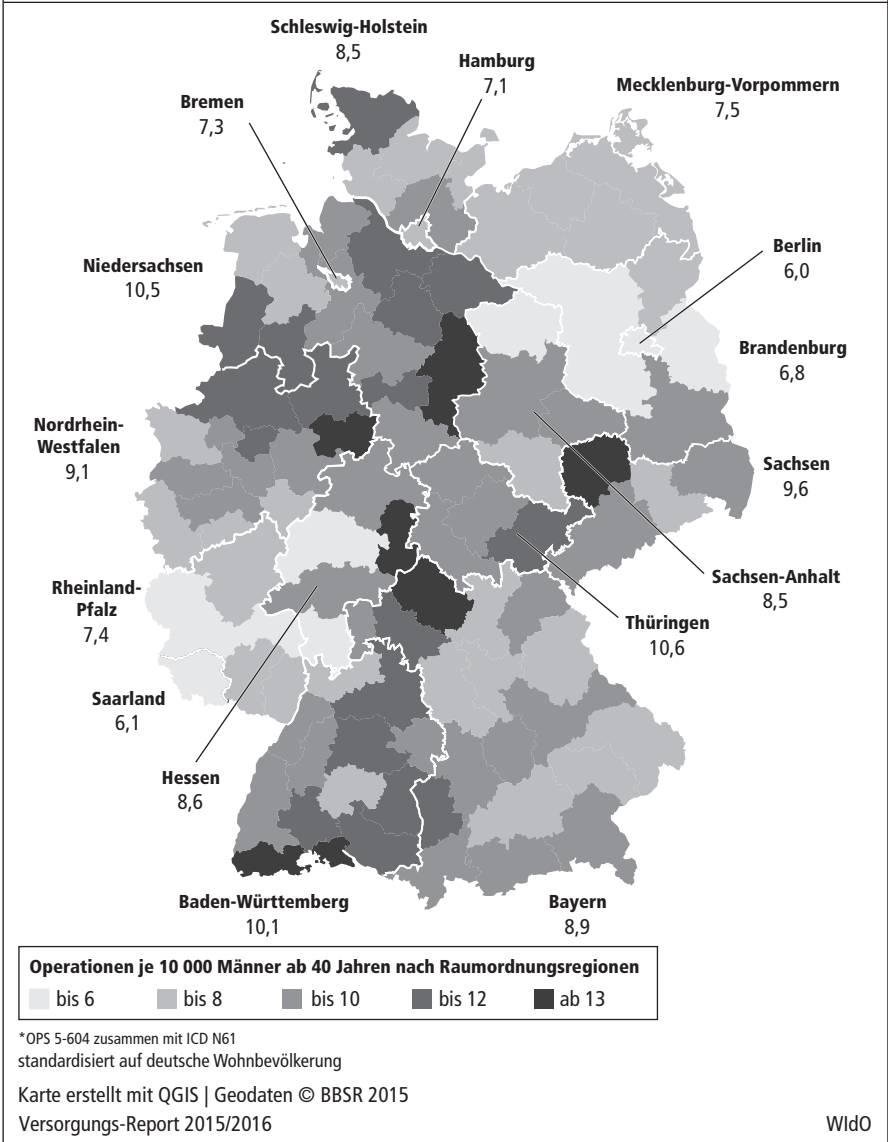 Schleswig-Holstein
8,5
Hamburg
7,1
Mecklenburg-Vorpommern
7,5
Bremen
7,3
Niedersachsen
10,5
Berlin
6,0
Brandenburg
6,8
Nordrhein-
Westfalen
9,1
Sachsen
9,6
Sachsen-Anhalt
8,5
Rheinland-
Pfalz
7,4
Thüringen
10,6
Saarland
6,1
Hessen
8,6
Baden-Württemberg
10,1
Bayern
8,9
Operationen je 10 000 Männer ab 40 Jahren nach Raumordnungsregionen
bis 6 bis 8 bis 10 bis 12 ab 13
*OPS 5-604 zusammen mit ICD N61
standardisiert auf deutsche Wohnbevölkerung
Karte erstellt mit QGIS | Geodaten © BBSR 2015
Versorgungs-Report 2015/2016 WIdO